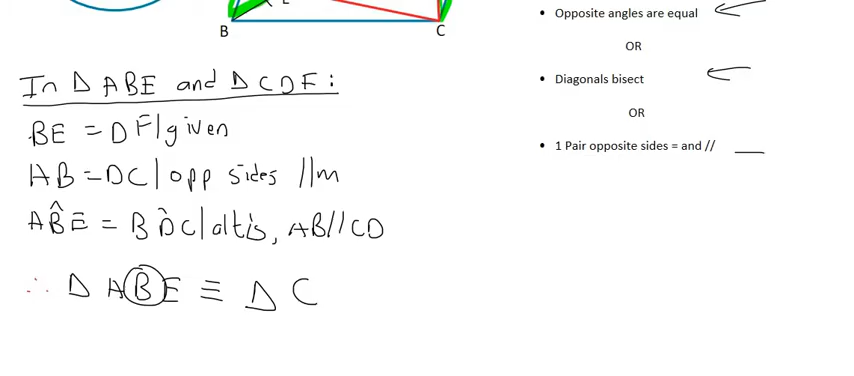 B
C
In Δ ABE and Δ CDF:
BE = DF | given
AB = DC | opp sides //m
AB̂E = BD̂C | alt∠s, AB//CD
∴ Δ ABE ≡ Δ C
• Opposite angles are equal
OR
• Diagonals bisect
OR
• 1 Pair opposite sides = and //